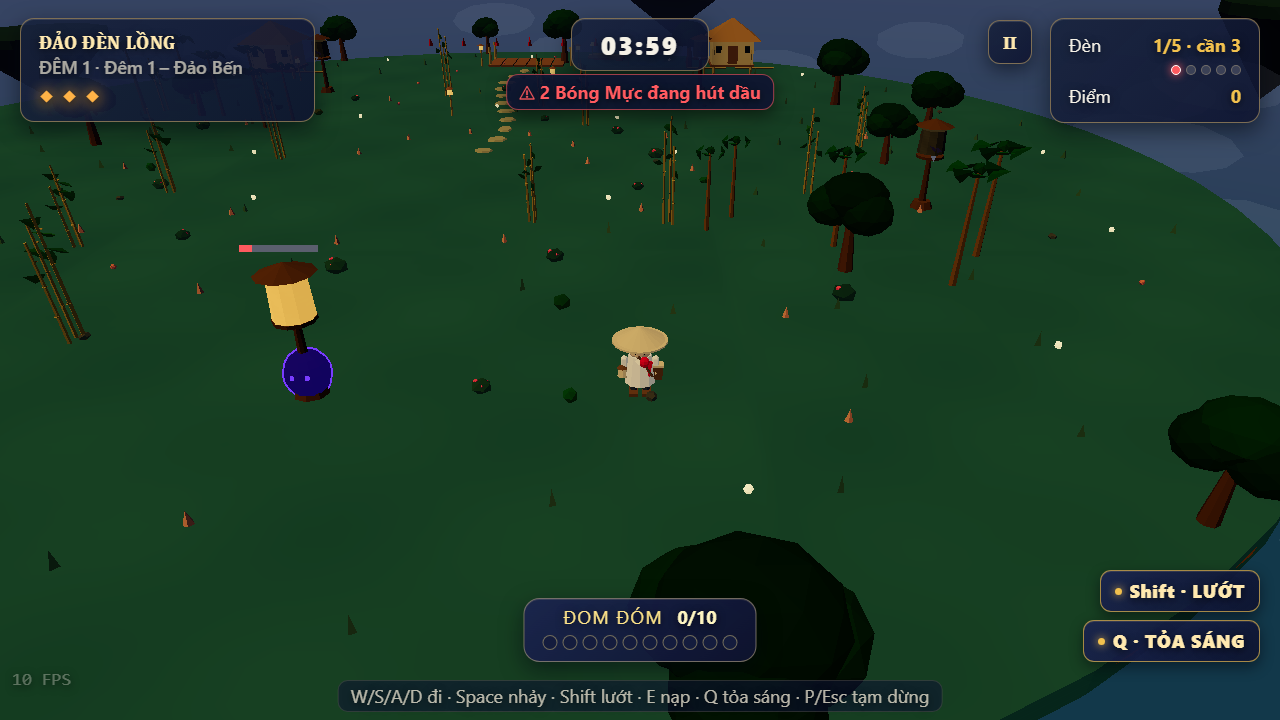 ĐẢO ĐÈN LỒNG
ĐÊM 1 · Đêm 1 – Đảo Bến
03:59
⚠ 2 Bóng Mực đang hút dầu
II
Đèn 1/5 · cần 3
Điểm 0
Shift · LƯỚT
Q · TỎA SÁNG
ĐOM ĐÓM 0/10
10 FPS
W/S/A/D đi · Space nhảy · Shift lướt · E nạp · Q tỏa sáng · P/Esc tạm dừng